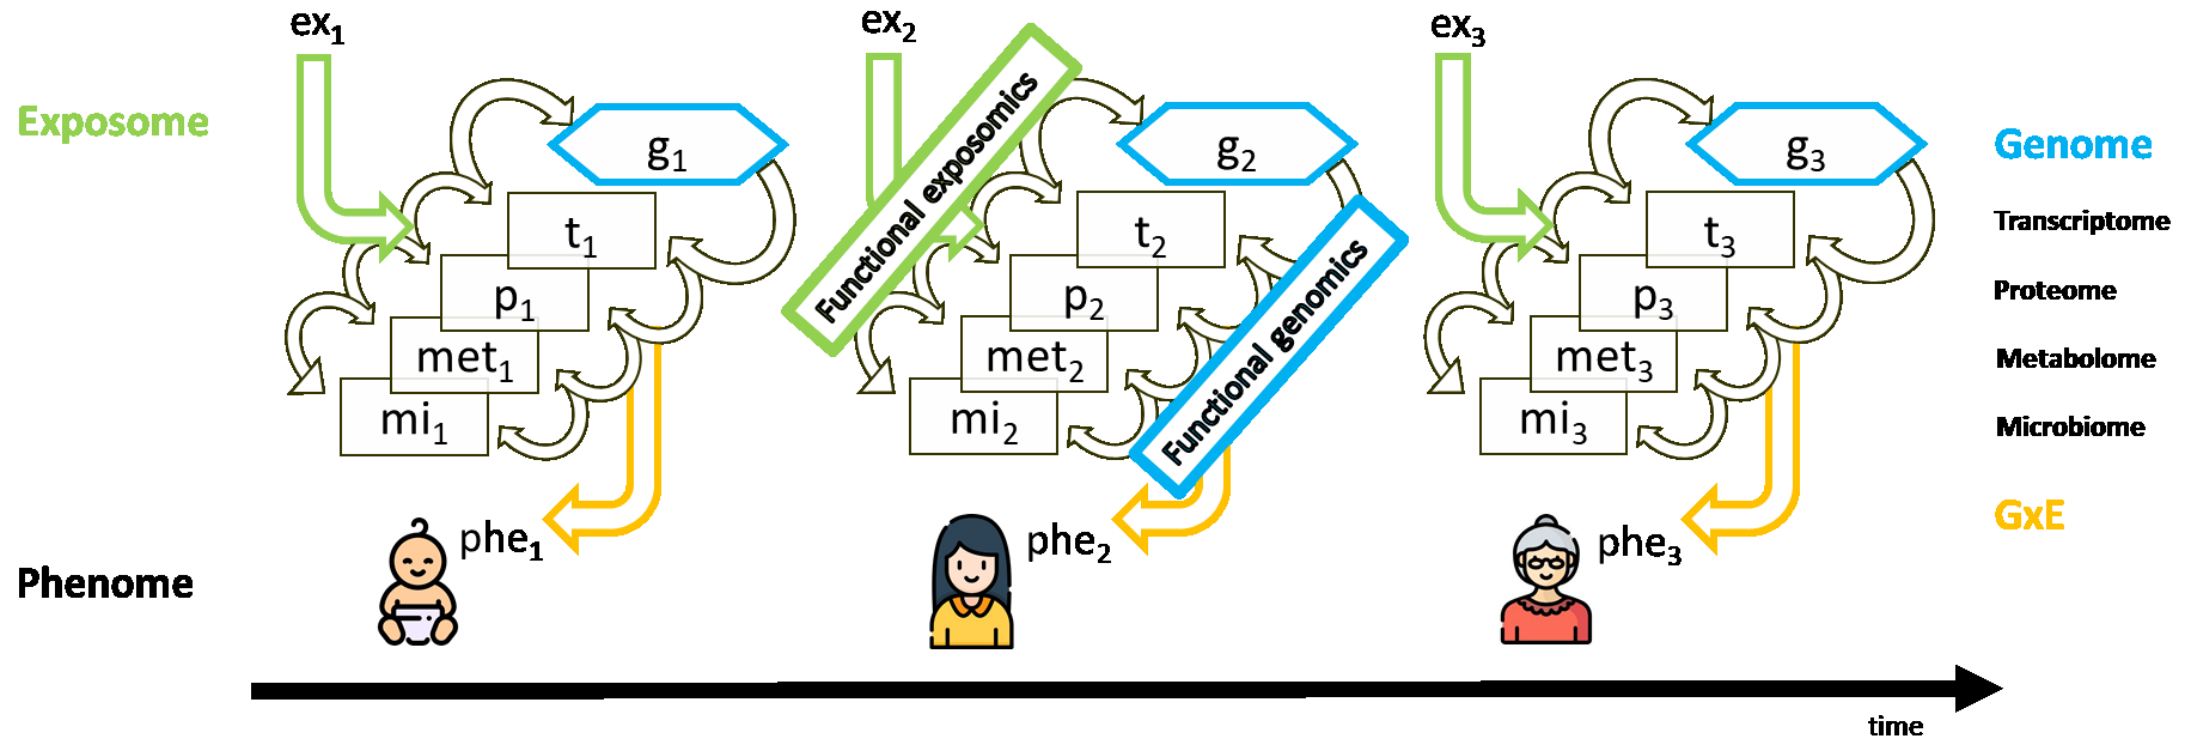 ex1
ex2
ex3
Exposome
g1
g2
g3
Genome
t1
t2
t3
Transcriptome
p1
p2
p3
Proteome
met1
met2
met3
Metabolome
mi1
mi2
mi3
Microbiome
Functional exposomics
Functional genomics
GxE
phe1
phe2
phe3
Phenome
time